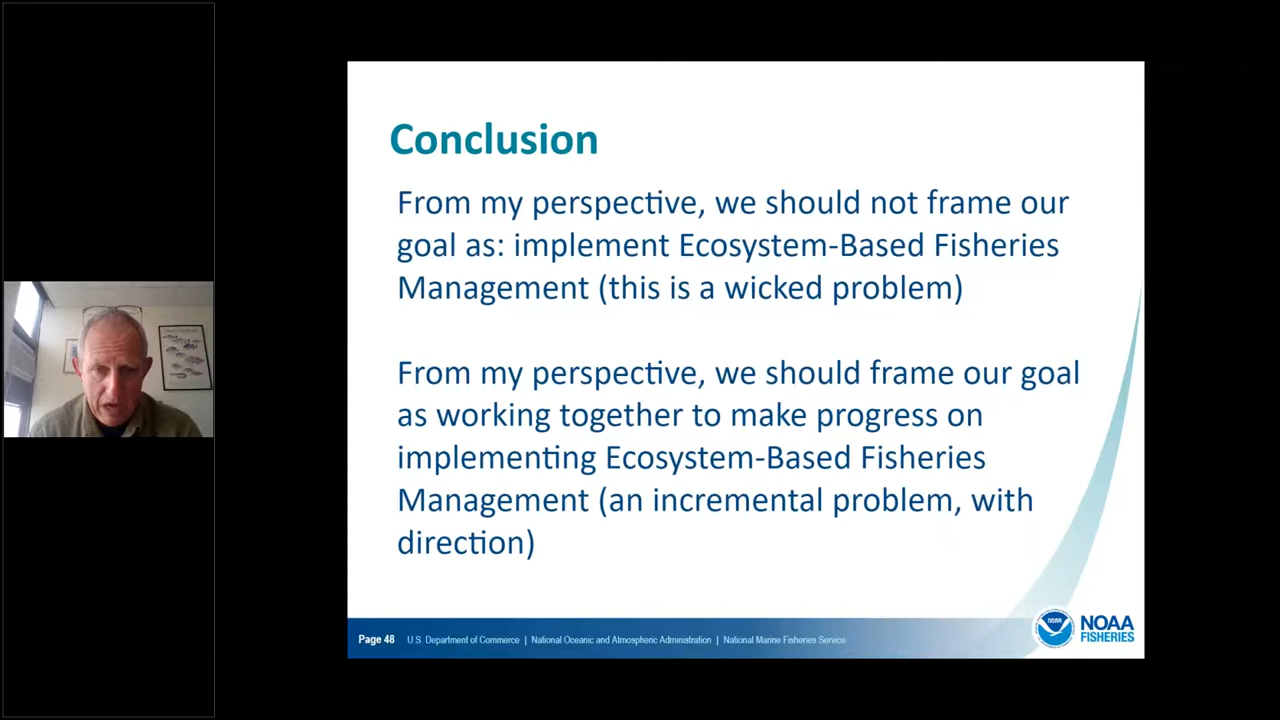 Conclusion
From my perspective, we should not frame our
goal as: implement Ecosystem-Based Fisheries
Management (this is a wicked problem)
From my perspective, we should frame our goal
as working together to make progress on
implementing Ecosystem-Based Fisheries
Management (an incremental problem, with
direction)
Page 48 U.S. Department of Commerce | National Oceanic and Atmospheric Administration | National Marine Fisheries Service
NOAA
NOAA
FISHERIES